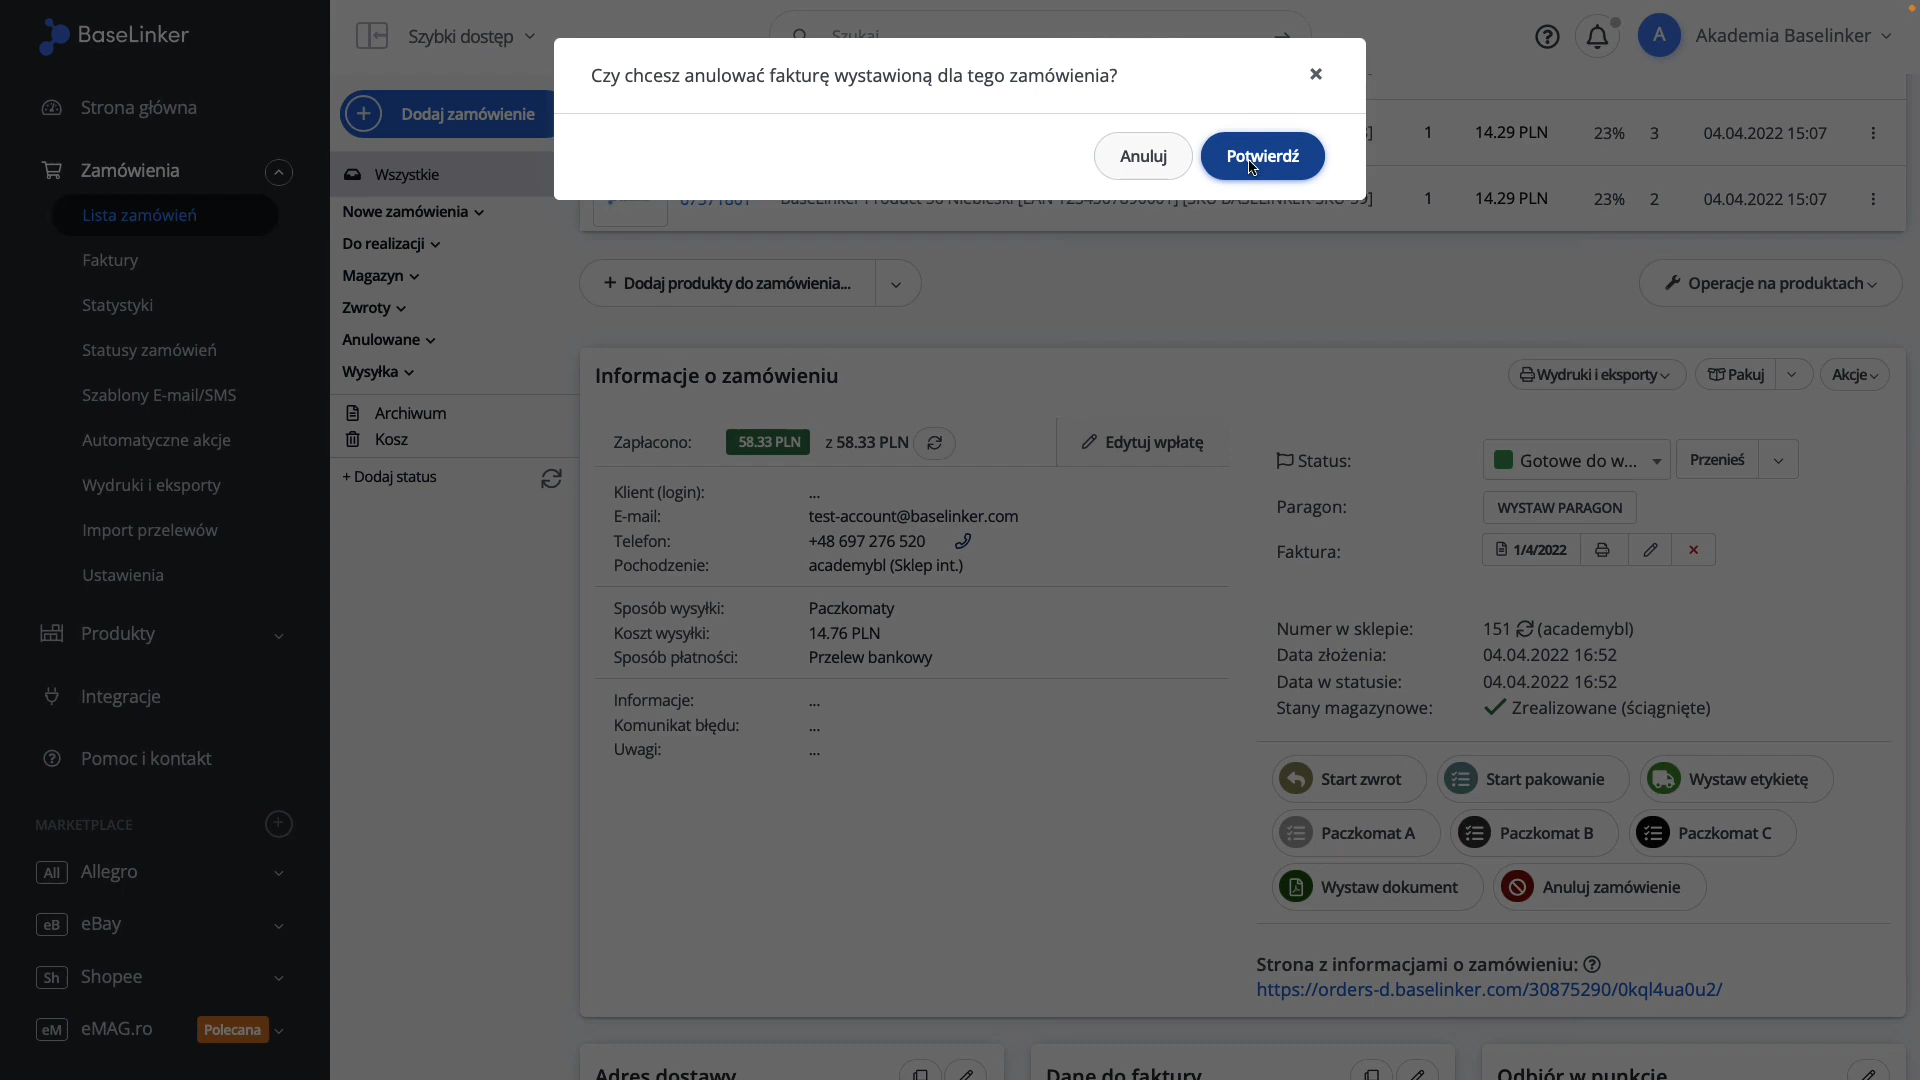 BaseLinker
Szybki dostęp
Szukaj
A
Akademia Baselinker
Czy chcesz anulować fakturę wystawioną dla tego zamówienia?
Anuluj
Potwierdź
Strona główna
Zamówienia
Lista zamówień
Faktury
Statystyki
Statusy zamówień
Szablony E-mail/SMS
Automatyczne akcje
Wydruki i eksporty
Import przelewów
Ustawienia
Produkty
Integracje
Pomoc i kontakt
MARKETPLACE
All Allegro
eB eBay
Sh Shopee
eM eMAG.ro Polecana
Dodaj zamówienie
Wszystkie
Nowe zamówienia
Do realizacji
Magazyn
Zwroty
Anulowane
Wysyłka
Archiwum
Kosz
+ Dodaj status
1 14.29 PLN 23% 3 04.04.2022 15:07
1 14.29 PLN 23% 2 04.04.2022 15:07
+ Dodaj produkty do zamówienia...
Operacje na produktach
Informacje o zamówieniu
Wydruki i eksporty
Pakuj
Akcje
Zapłacono: 58.33 PLN z 58.33 PLN
Edytuj wpłatę
Klient (login): ...
E-mail: test-account@baselinker.com
Telefon: +48 697 276 520
Pochodzenie: academybl (Sklep int.)
Sposób wysyłki: Paczkomaty
Koszt wysyłki: 14.76 PLN
Sposób płatności: Przelew bankowy
Informacje: ...
Komunikat błędu: ...
Uwagi: ...
Status: Gotowe do w... Przenieś
Paragon: WYSTAW PARAGON
Faktura: 1/4/2022
Numer w sklepie: 151 (academybl)
Data złożenia: 04.04.2022 16:52
Data w statusie: 04.04.2022 16:52
Stany magazynowe: Zrealizowane (ściągnięte)
Start zwrot
Start pakowanie
Wystaw etykietę
Paczkomat A
Paczkomat B
Paczkomat C
Wystaw dokument
Anuluj zamówienie
Strona z informacjami o zamówieniu:
https://orders-d.baselinker.com/30875290/0kql4ua0u2/
Adres dostawy
Dane do faktury
Odbiór w punkcie